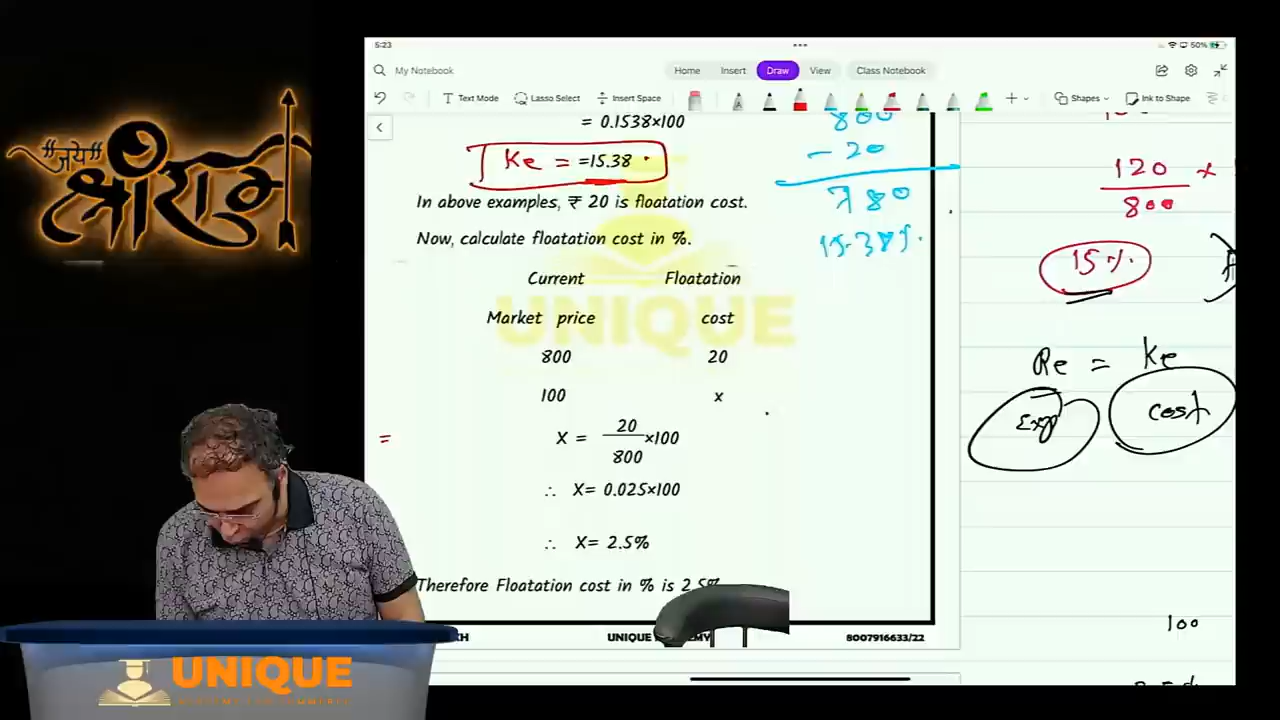 "जय"
श्रीराम
5:23
50%
My Notebook
Home Insert Draw View Class Notebook
Text Mode Lasso Select Insert Space Shapes Ink to Shape
= 0.1538×100
Ke = =15.38
In above examples, ₹ 20 is floatation cost.
Now, calculate floatation cost in %.
Current Floatation
Market price cost
800 20
100 x
X = 20/800 ×100
∴ X= 0.025×100
∴ X= 2.5%
Therefore Floatation cost in % is 2.5%
UNIQUE
800
- 20
780
15.38%.
120/800 ×
15%
Re = Ke
Exp cost
100
=
UNIQUE 8007916633/22
UNIQUE